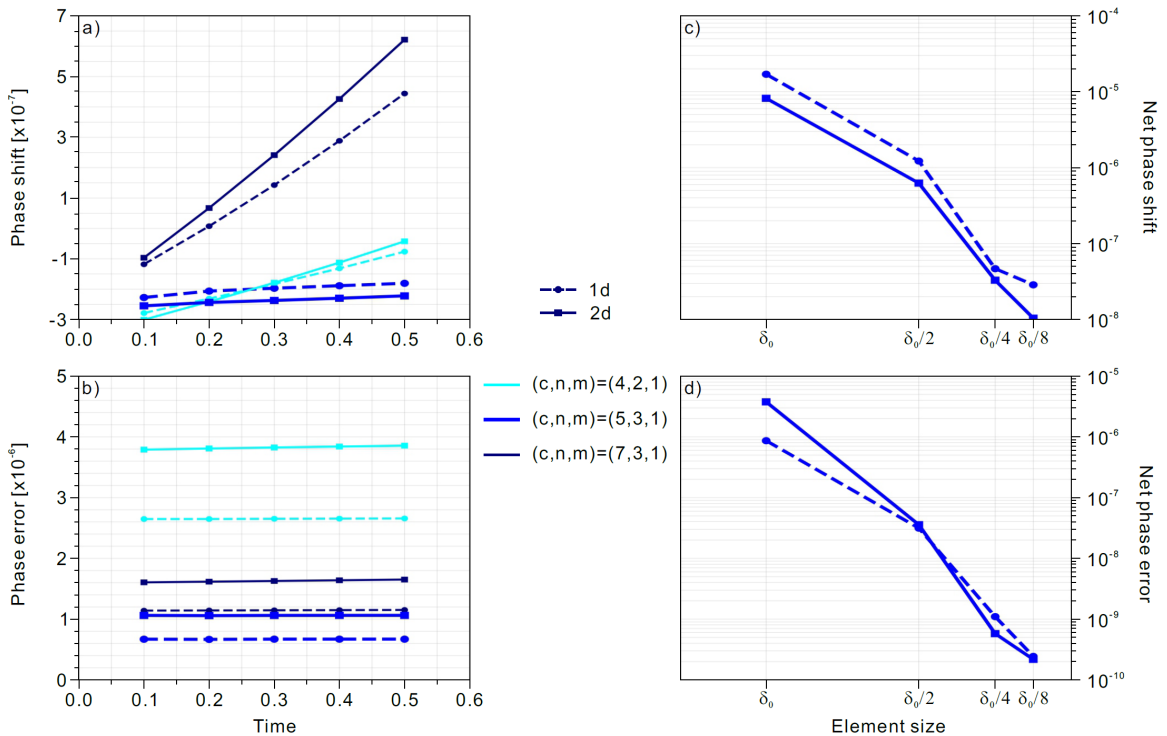 a)
7
5
3
1
-1
-3
Phase shift [x10⁻⁷]
0.0 0.1 0.2 0.3 0.4 0.5 0.6
1d
2d
c)
10⁻⁴
10⁻⁵
10⁻⁶
10⁻⁷
10⁻⁸
Net phase shift
δ₀ δ₀/2 δ₀/4 δ₀/8
b)
5
4
3
2
1
0
Phase error [x10⁻⁶]
0.0 0.1 0.2 0.3 0.4 0.5 0.6
Time
(c,n,m)=(4,2,1)
(c,n,m)=(5,3,1)
(c,n,m)=(7,3,1)
d)
10⁻⁵
10⁻⁶
10⁻⁷
10⁻⁸
10⁻⁹
10⁻¹⁰
Net phase error
δ₀ δ₀/2 δ₀/4 δ₀/8
Element size